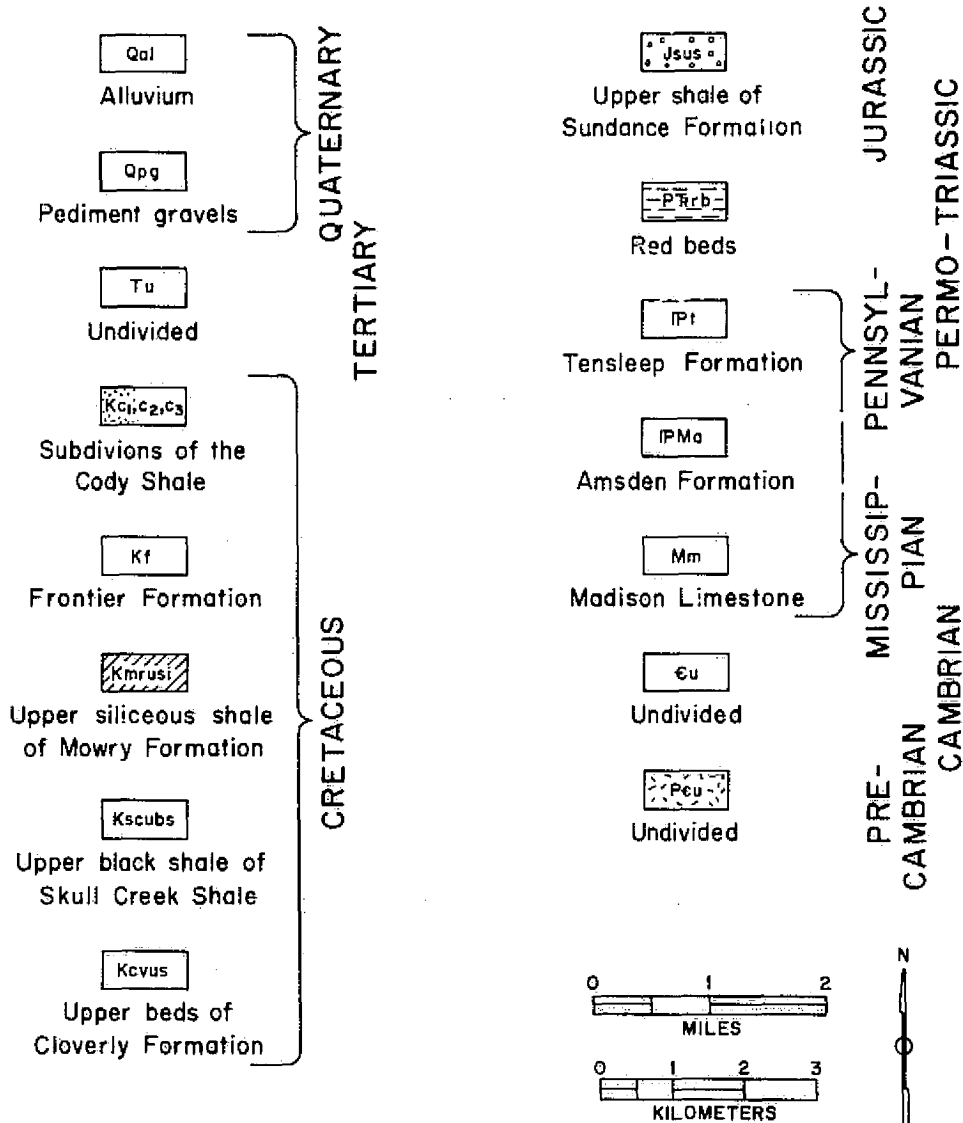 Qal
Alluvium
Qpg
Pediment gravels
QUATERNARY
Tu
Undivided
TERTIARY
Kc1,c2,c3
Subdivions of the
Cody Shale
Kf
Frontier Formation
Kmrusi
Upper siliceous shale
of Mowry Formation
Kscubs
Upper black shale of
Skull Creek Shale
Kcvus
Upper beds of
Cloverly Formation
CRETACEOUS
Jsus
Upper shale of
Sundance Formation
JURASSIC
PTrb
Red beds
PERMO-TRIASSIC
IPt
Tensleep Formation
PENNSYL-
VANIAN
IPMa
Amsden Formation
Mm
Madison Limestone
MISSISSIP-
PIAN
Єu
Undivided
CAMBRIAN
PЄu
Undivided
PRE-
CAMBRIAN
0 1 2
MILES
0 1 2 3
KILOMETERS
N